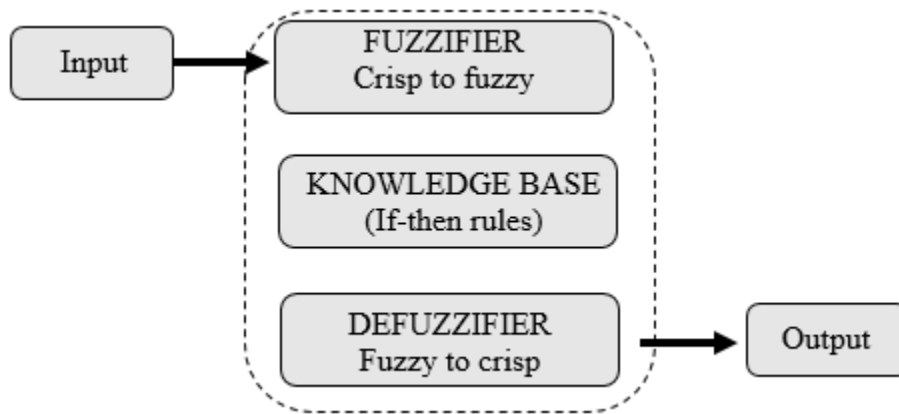 Input
FUZZIFIER
Crisp to fuzzy
KNOWLEDGE BASE
(If-then rules)
DEFUZZIFIER
Fuzzy to crisp
Output